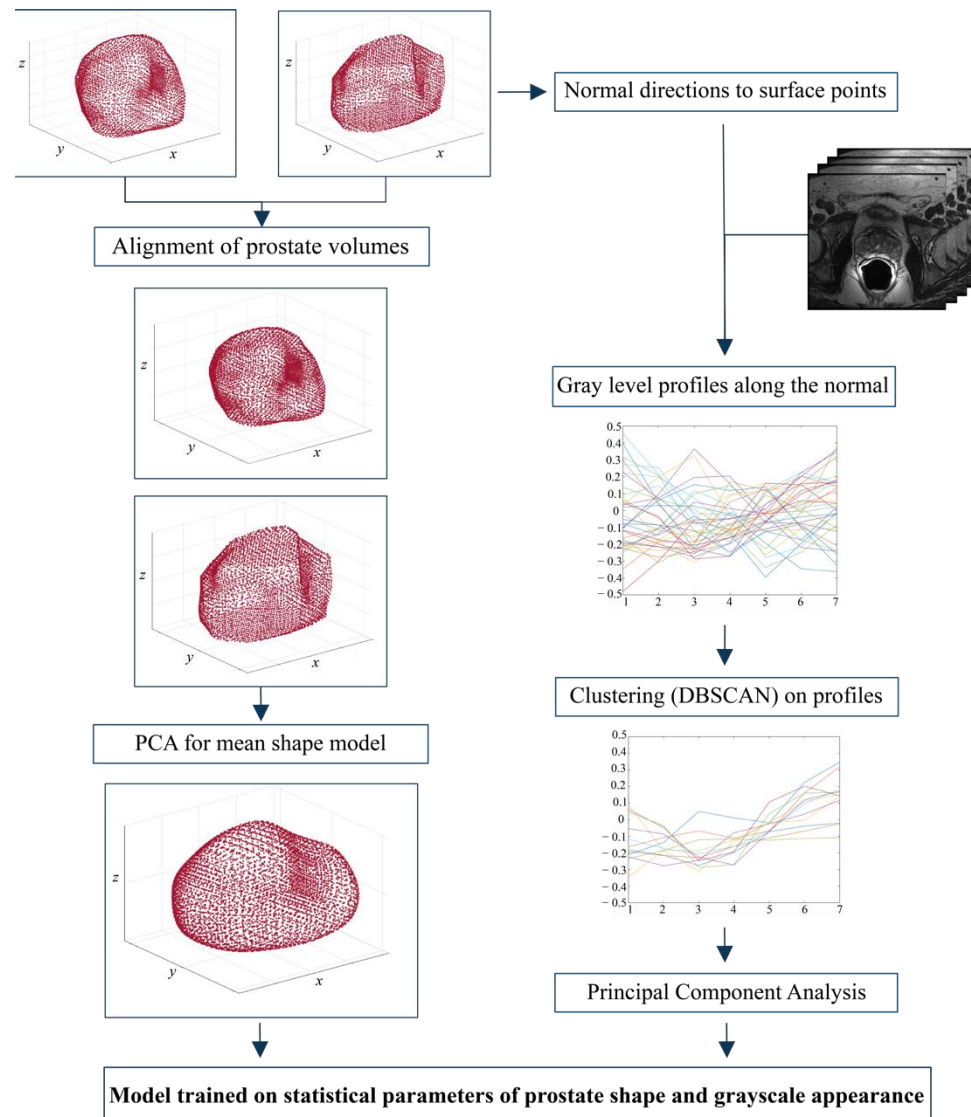 z
y
x
z
y
x
Normal directions to surface points
Alignment of prostate volumes
z
y
x
Gray level profiles along the normal
0.5
0.4
0.3
0.2
0.1
0
− 0.1
− 0.2
− 0.3
− 0.4
− 0.5
1 2 3 4 5 6 7
z
y
x
Clustering (DBSCAN) on profiles
PCA for mean shape model
0.5
0.4
0.3
0.2
0.1
0
− 0.1
− 0.2
− 0.3
− 0.4
− 0.5
1 2 3 4 5 6 7
z
y
x
Principal Component Analysis
Model trained on statistical parameters of prostate shape and grayscale appearance